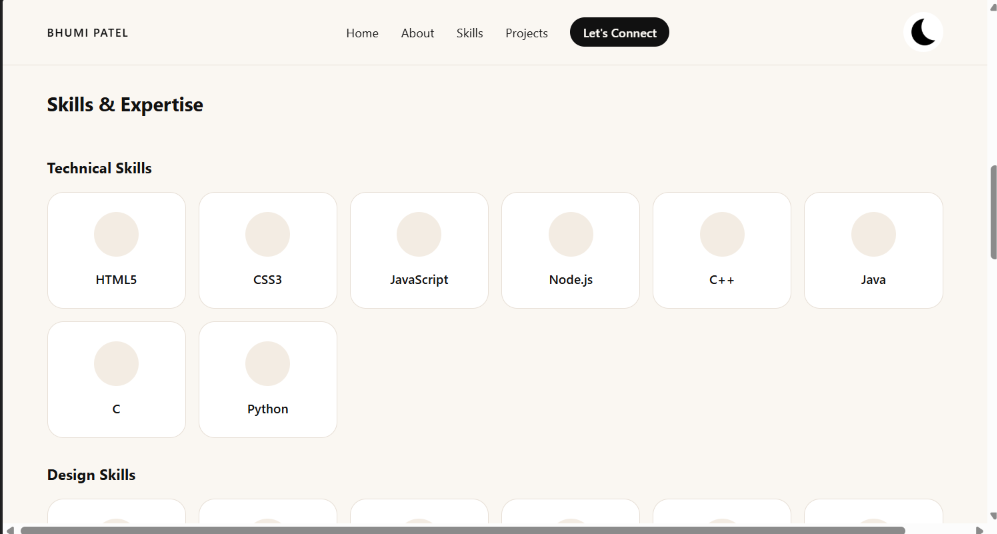 BHUMI PATEL Home About Skills Projects Let's Connect
Skills & Expertise
Technical Skills
HTML5 CSS3 JavaScript Node.js C++ Java
C Python
Design Skills